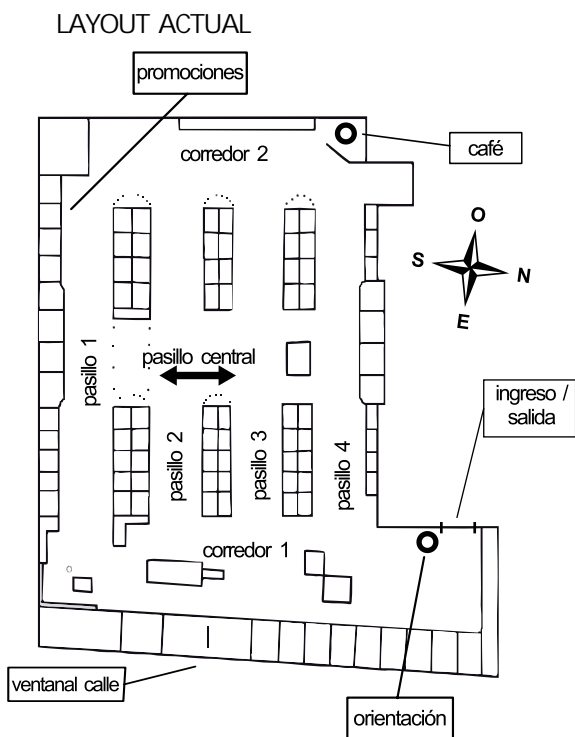 LAYOUT ACTUAL
promociones
café
corredor 2
O
S
N
E
pasillo 1
pasillo central
ingreso /
salida
pasillo 2
pasillo 3
pasillo 4
corredor 1
ventanal calle
orientación